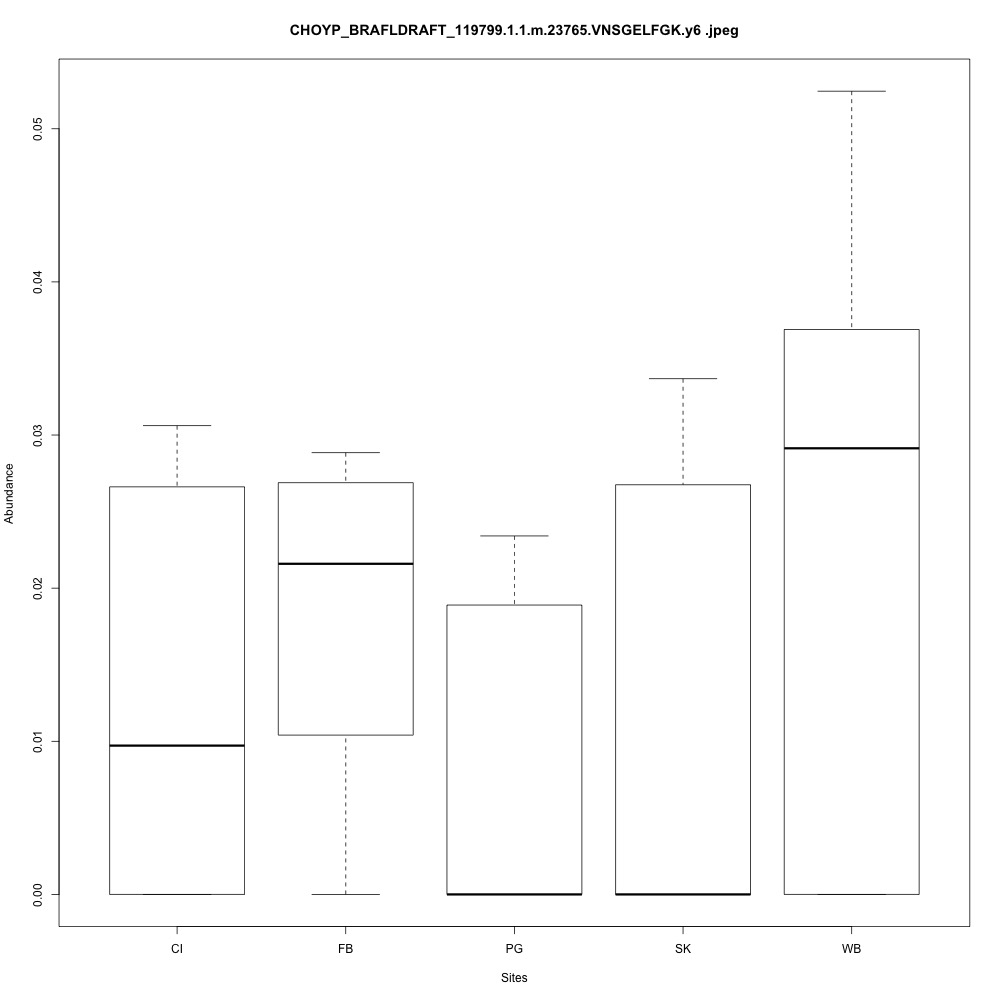 CHOYP_BRAFLDRAFT_119799.1.1.m.23765.VNSGELFGK.y6 .jpeg
0.05
0.04
0.03
0.02
0.01
0.00
Abundance
CI FB PG SK WB
Sites